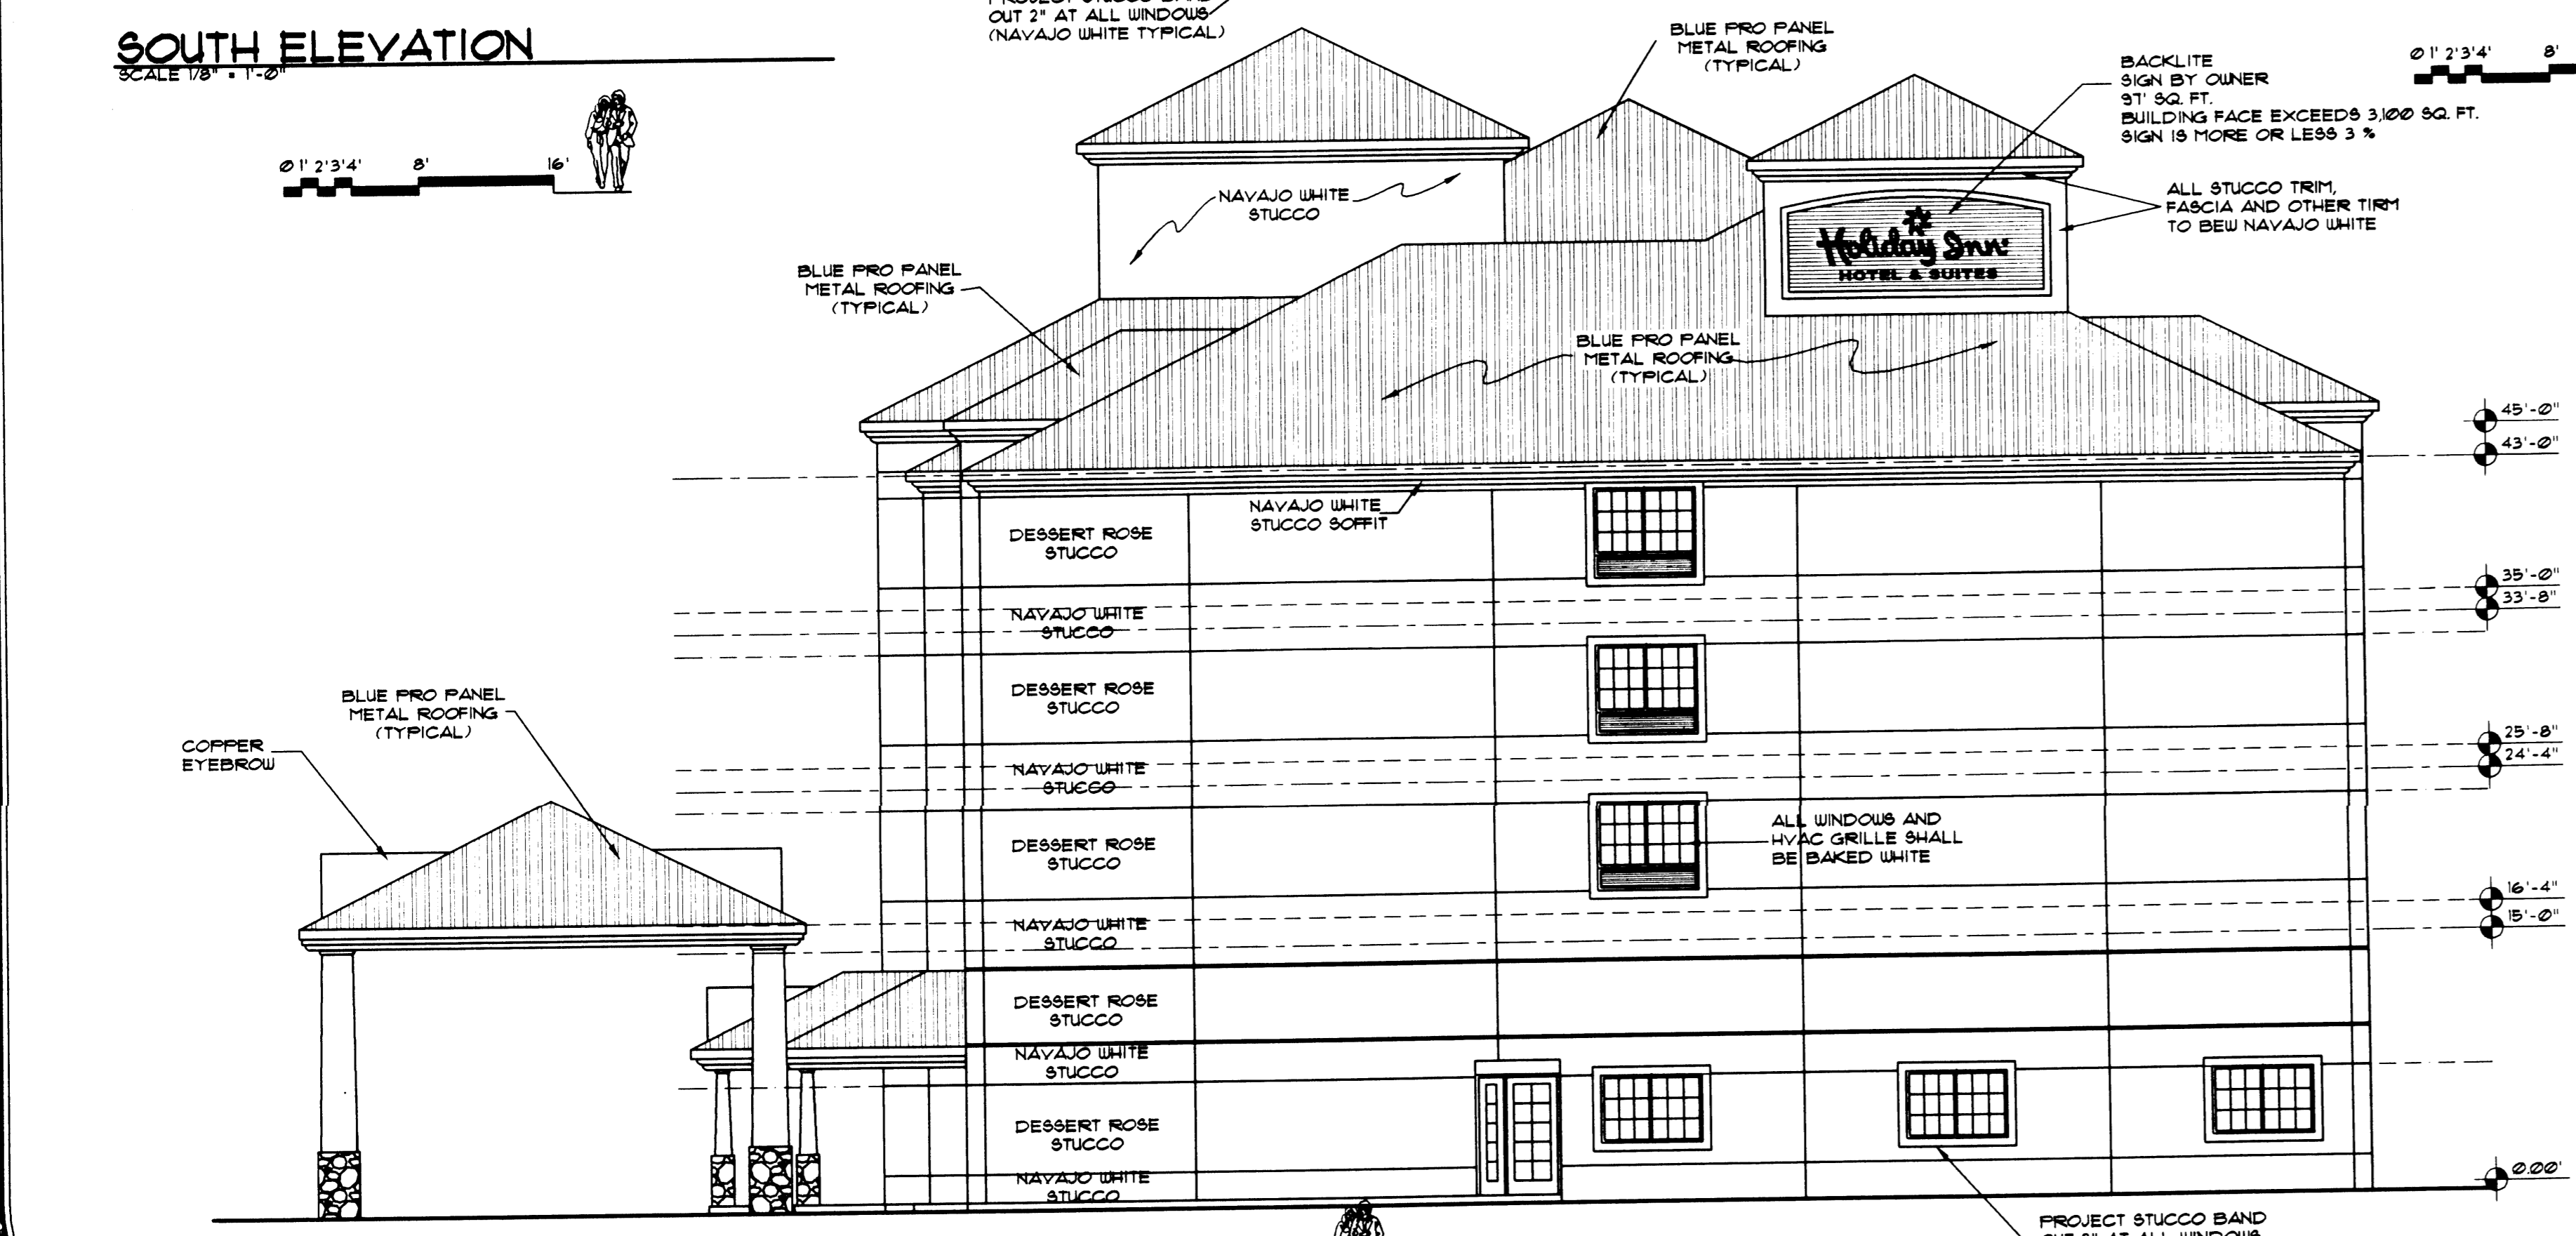 PROJECT STUCCO BAND
OUT 2" AT ALL WINDOWS
(NAVAJO WHITE TYPICAL)
SOUTH ELEVATION
SCALE 1/8" = 1'-0"
0 1' 2' 3' 4' 8' 16'
BLUE PRO PANEL
METAL ROOFING
(TYPICAL)
BACKLITE
SIGN BY OWNER
97' SQ. FT.
BUILDING FACE EXCEEDS 3,100 SQ. FT.
SIGN IS MORE OR LESS 3 %
0 1' 2' 3' 4' 8'
NAVAJO WHITE
STUCCO
ALL STUCCO TRIM,
FASCIA AND OTHER TIRM
TO BEW NAVAJO WHITE
Holiday Inn
HOTEL & SUITES
BLUE PRO PANEL
METAL ROOFING
(TYPICAL)
BLUE PRO PANEL
METAL ROOFING
(TYPICAL)
45'-0"
43'-0"
NAVAJO WHITE
STUCCO SOFFIT
DESSERT ROSE
STUCCO
35'-0"
33'-8"
NAVAJO WHITE
STUCCO
DESSERT ROSE
STUCCO
BLUE PRO PANEL
METAL ROOFING
(TYPICAL)
COPPER
EYEBROW
25'-8"
24'-4"
NAVAJO WHITE
STUCCO
DESSERT ROSE
STUCCO
ALL WINDOWS AND
HVAC GRILLE SHALL
BE BAKED WHITE
16'-4"
15'-0"
NAVAJO WHITE
STUCCO
DESSERT ROSE
STUCCO
NAVAJO WHITE
STUCCO
DESSERT ROSE
STUCCO
NAVAJO WHITE
STUCCO
0.00'
PROJECT STUCCO BAND
OUT 2" AT ALL WINDOWS